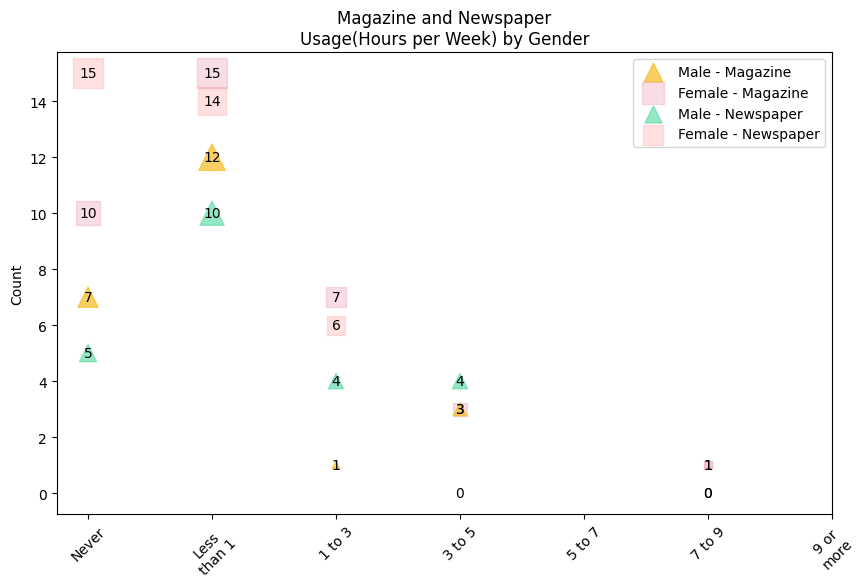 Magazine and Newspaper
Usage(Hours per Week) by Gender
Male - Magazine
Female - Magazine
Male - Newspaper
Female - Newspaper
Count
14
12
10
8
6
4
2
0
15
15
14
12
10
10
7
7
6
5
4
4
3
1
1
0
0
Never
Less
than 1
1 to 3
3 to 5
5 to 7
7 to 9
9 or
more